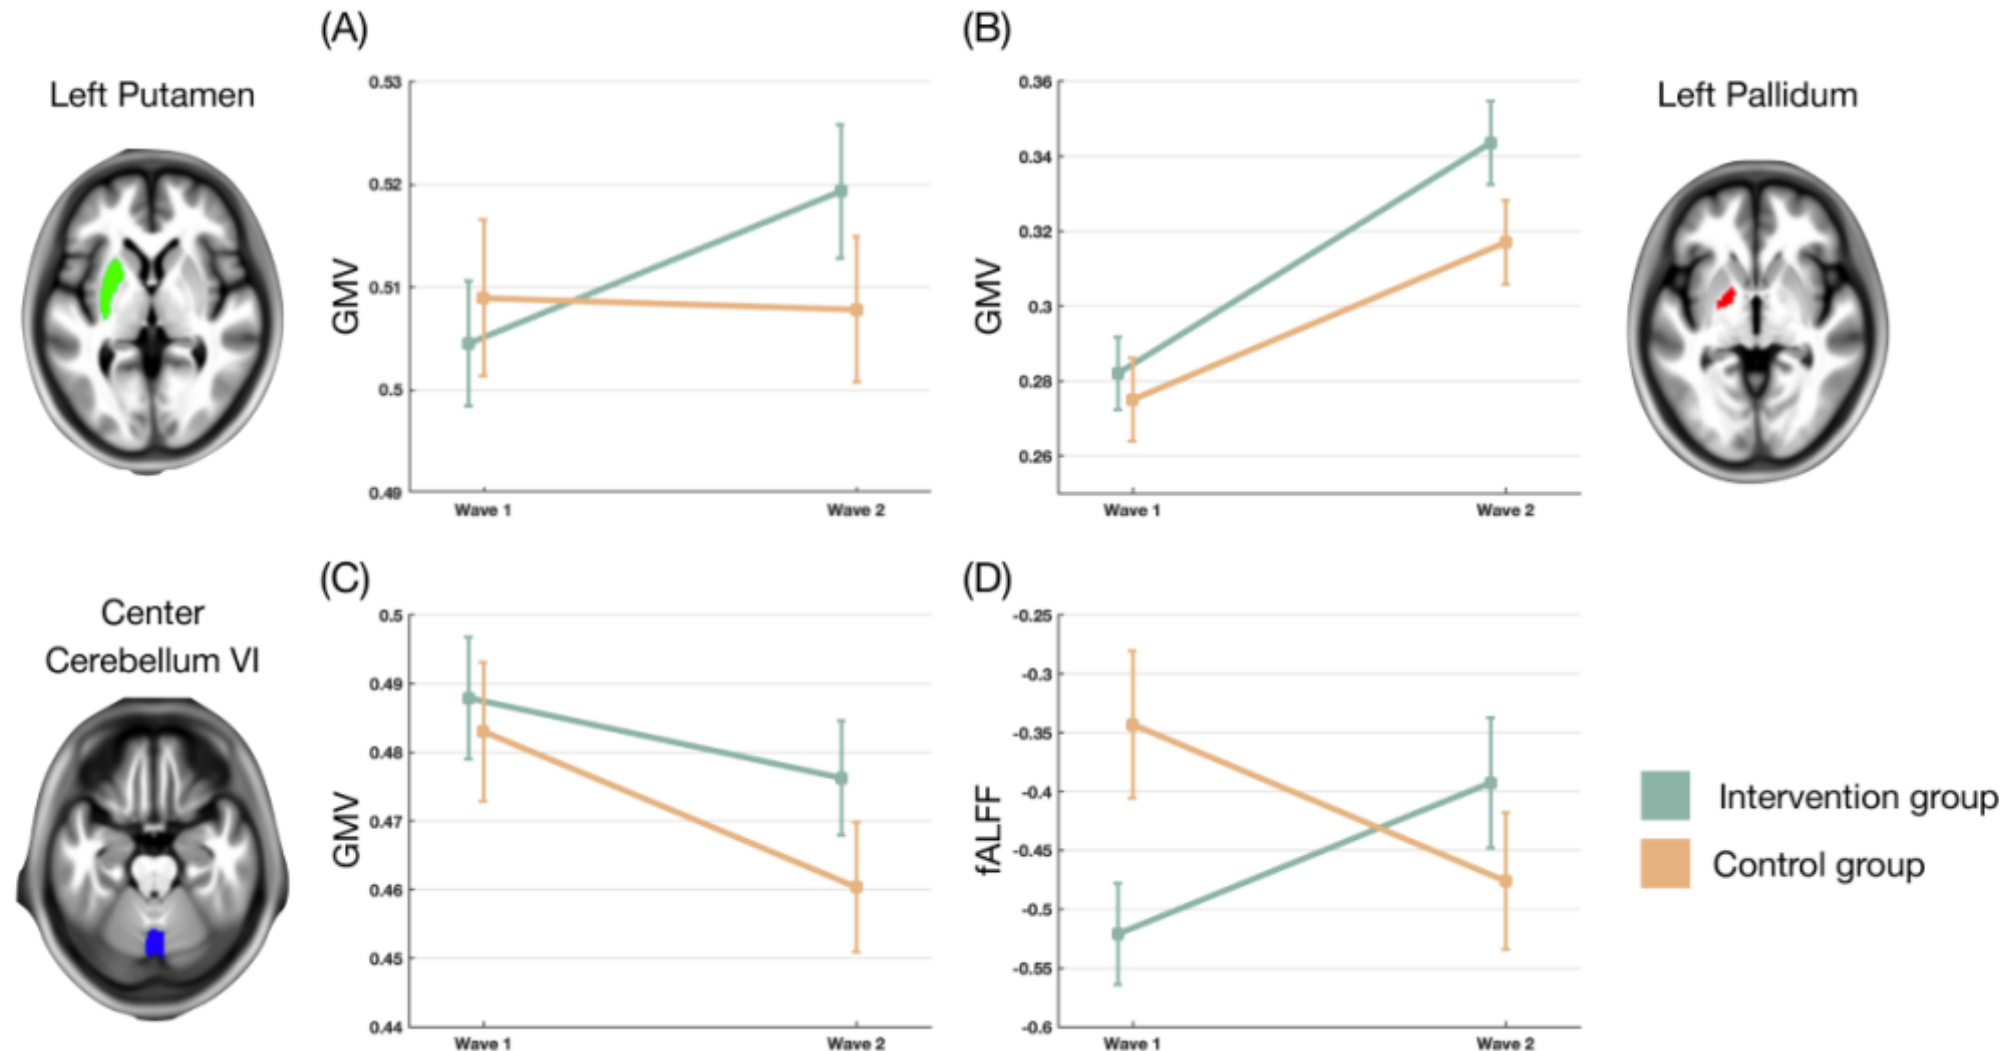 (A)
Left Putamen
GMV
0.53
0.52
0.51
0.5
0.49
Wave 1
Wave 2
(B)
Left Pallidum
GMV
0.36
0.34
0.32
0.3
0.28
0.26
Wave 1
Wave 2
(C)
Center
Cerebellum VI
GMV
0.5
0.49
0.48
0.47
0.46
0.45
0.44
Wave 1
Wave 2
(D)
fALFF
-0.25
-0.3
-0.35
-0.4
-0.45
-0.5
-0.55
-0.6
Wave 1
Wave 2
Intervention group
Control group